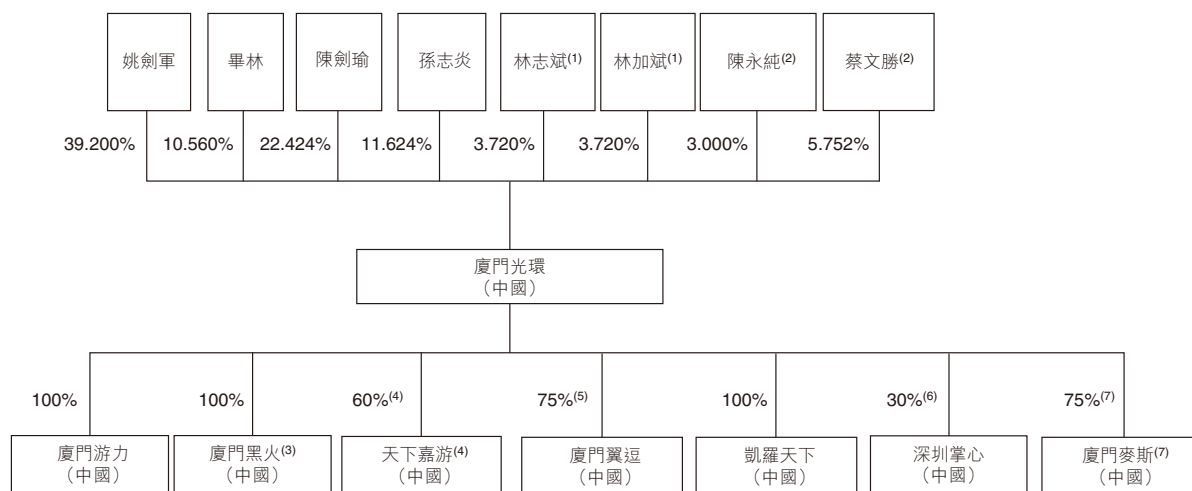 姚劍軍 畢林 陳劍瑜 孫志炎 林志斌(1) 林加斌(1) 陳永純(2) 蔡文勝(2)
39.200% 10.560% 22.424% 11.624% 3.720% 3.720% 3.000% 5.752%
廈門光環
（中國）
100% 100% 60%(4) 75%(5) 100% 30%(6) 75%(7)
廈門游力 廈門黑火(3) 天下嘉游(4) 廈門翼逗 凱羅天下 深圳掌心 廈門麥斯(7)
（中國） （中國） （中國） （中國） （中國） （中國） （中國）